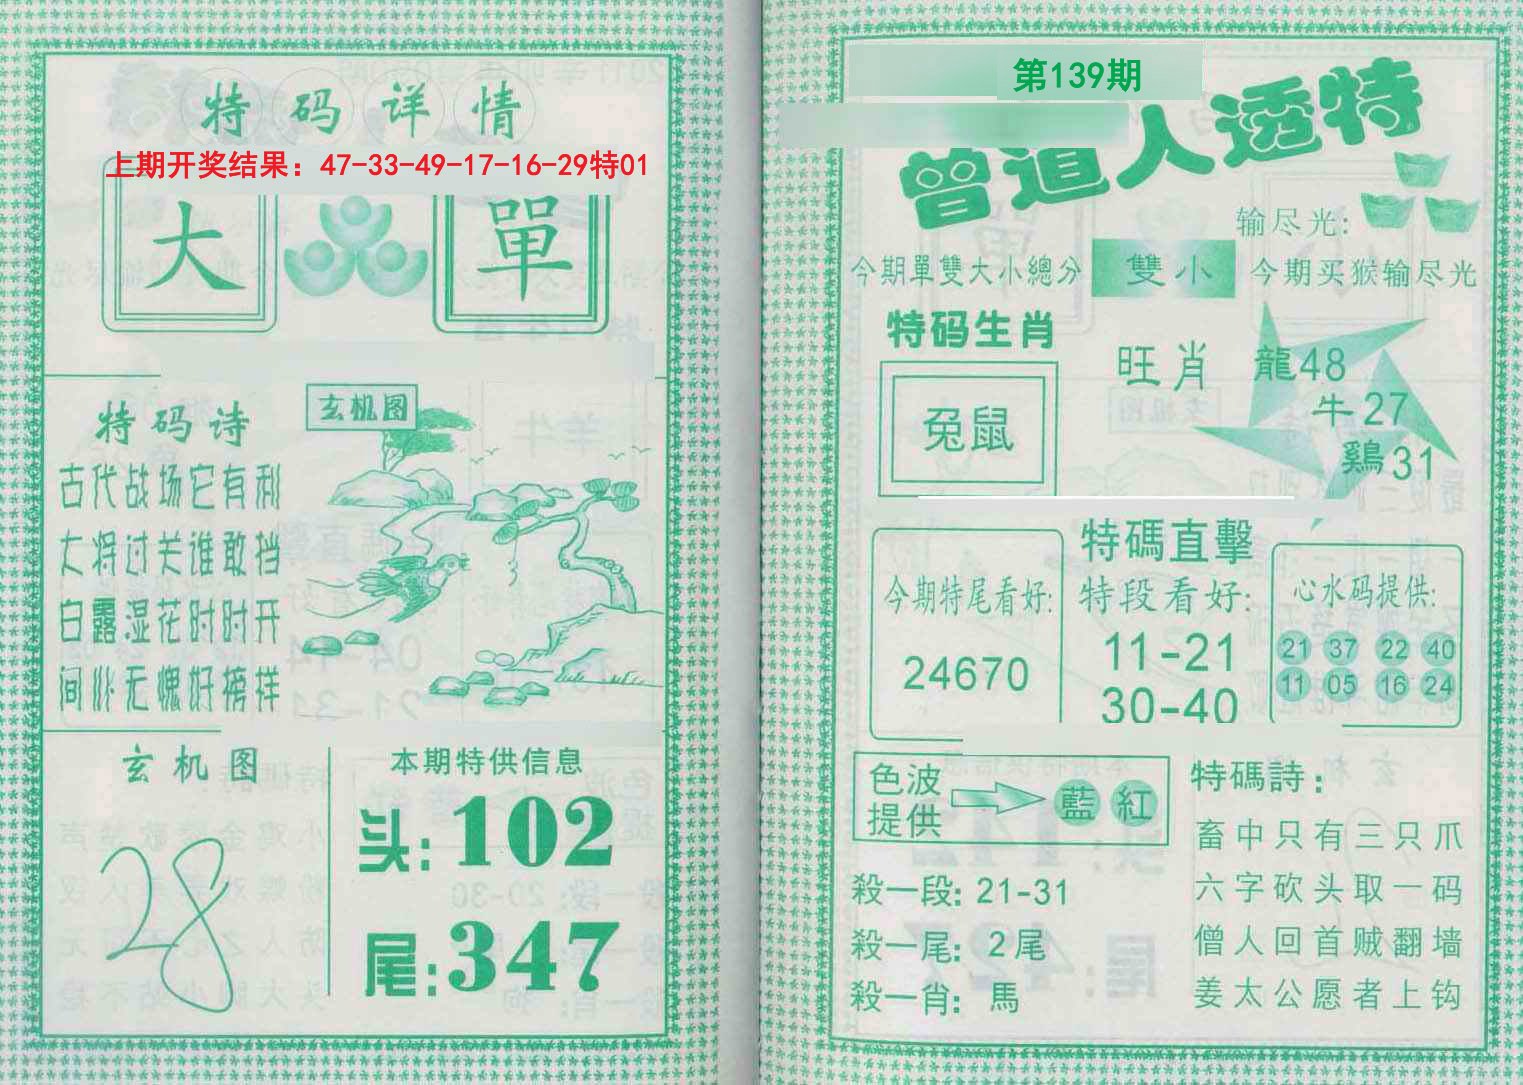 特码详情
上期开奖结果：47-33-49-17-16-29特01
大
單
特码诗
古代战场它有利
大将过关谁敢挡
白露湿花时时开
间外无愧好榜祥
玄机图
玄机图
28
本期特供信息
头:102
尾:347
第139期
曾道人透特
输尽光:
今期單雙大小總分
雙小
今期买猴输尽光
特码生肖
兔鼠
旺肖
龍48
牛27
鷄31
特碼直擊
今期特尾看好:
24670
特段看好:
11-21
30-40
心水码提供:
21 37 22 40
11 05 16 24
色波
提供
藍 紅
殺一段: 21-31
殺一尾: 2尾
殺一肖: 馬
特碼詩:
畜中只有三只爪
六字砍头取一码
僧人回首贼翻墙
姜太公愿者上钩